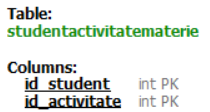 Table:
studentactivitatematerie
Columns:
id_student int PK
id_activitate int PK